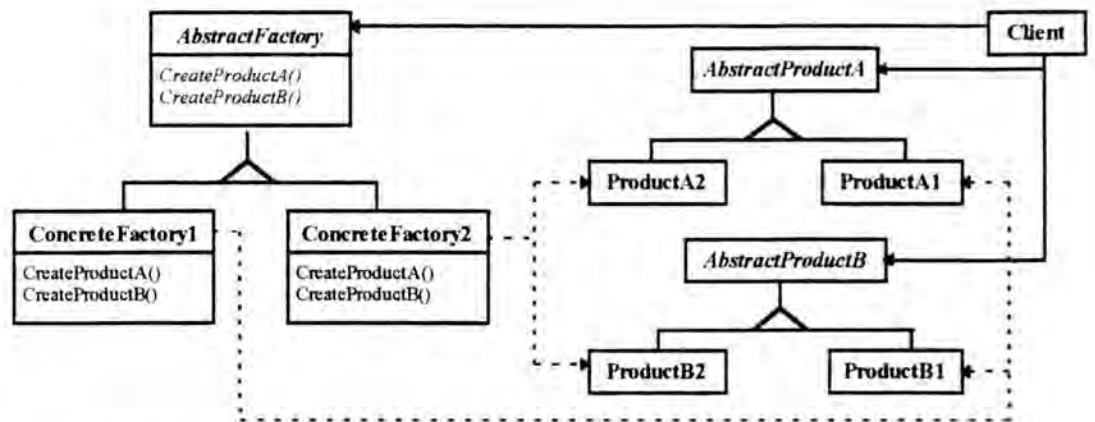 AbstractFactory
CreateProductA()
CreateProductB()
Client
AbstractProductA
ProductA2
ProductA1
ConcreteFactory1
CreateProductA()
CreateProductB()
ConcreteFactory2
CreateProductA()
CreateProductB()
AbstractProductB
ProductB2
ProductB1